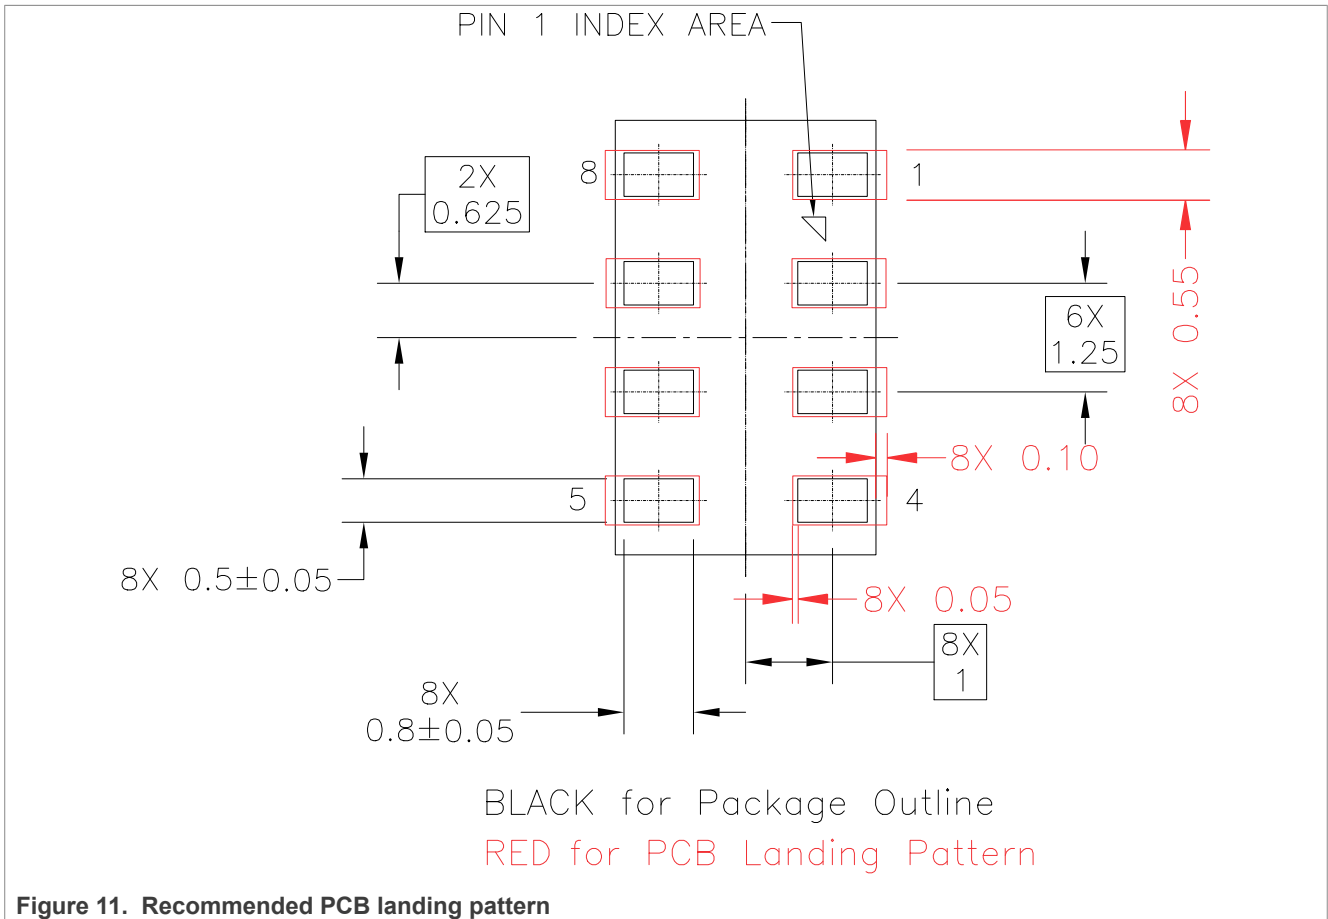 PIN 1 INDEX AREA
8
1
2X
0.625
8X 0.55
6X
1.25
8X 0.10
5
4
8X 0.5±0.05
8X 0.05
8X
1
8X
0.8±0.05
BLACK for Package Outline
RED for PCB Landing Pattern
Figure 11. Recommended PCB landing pattern